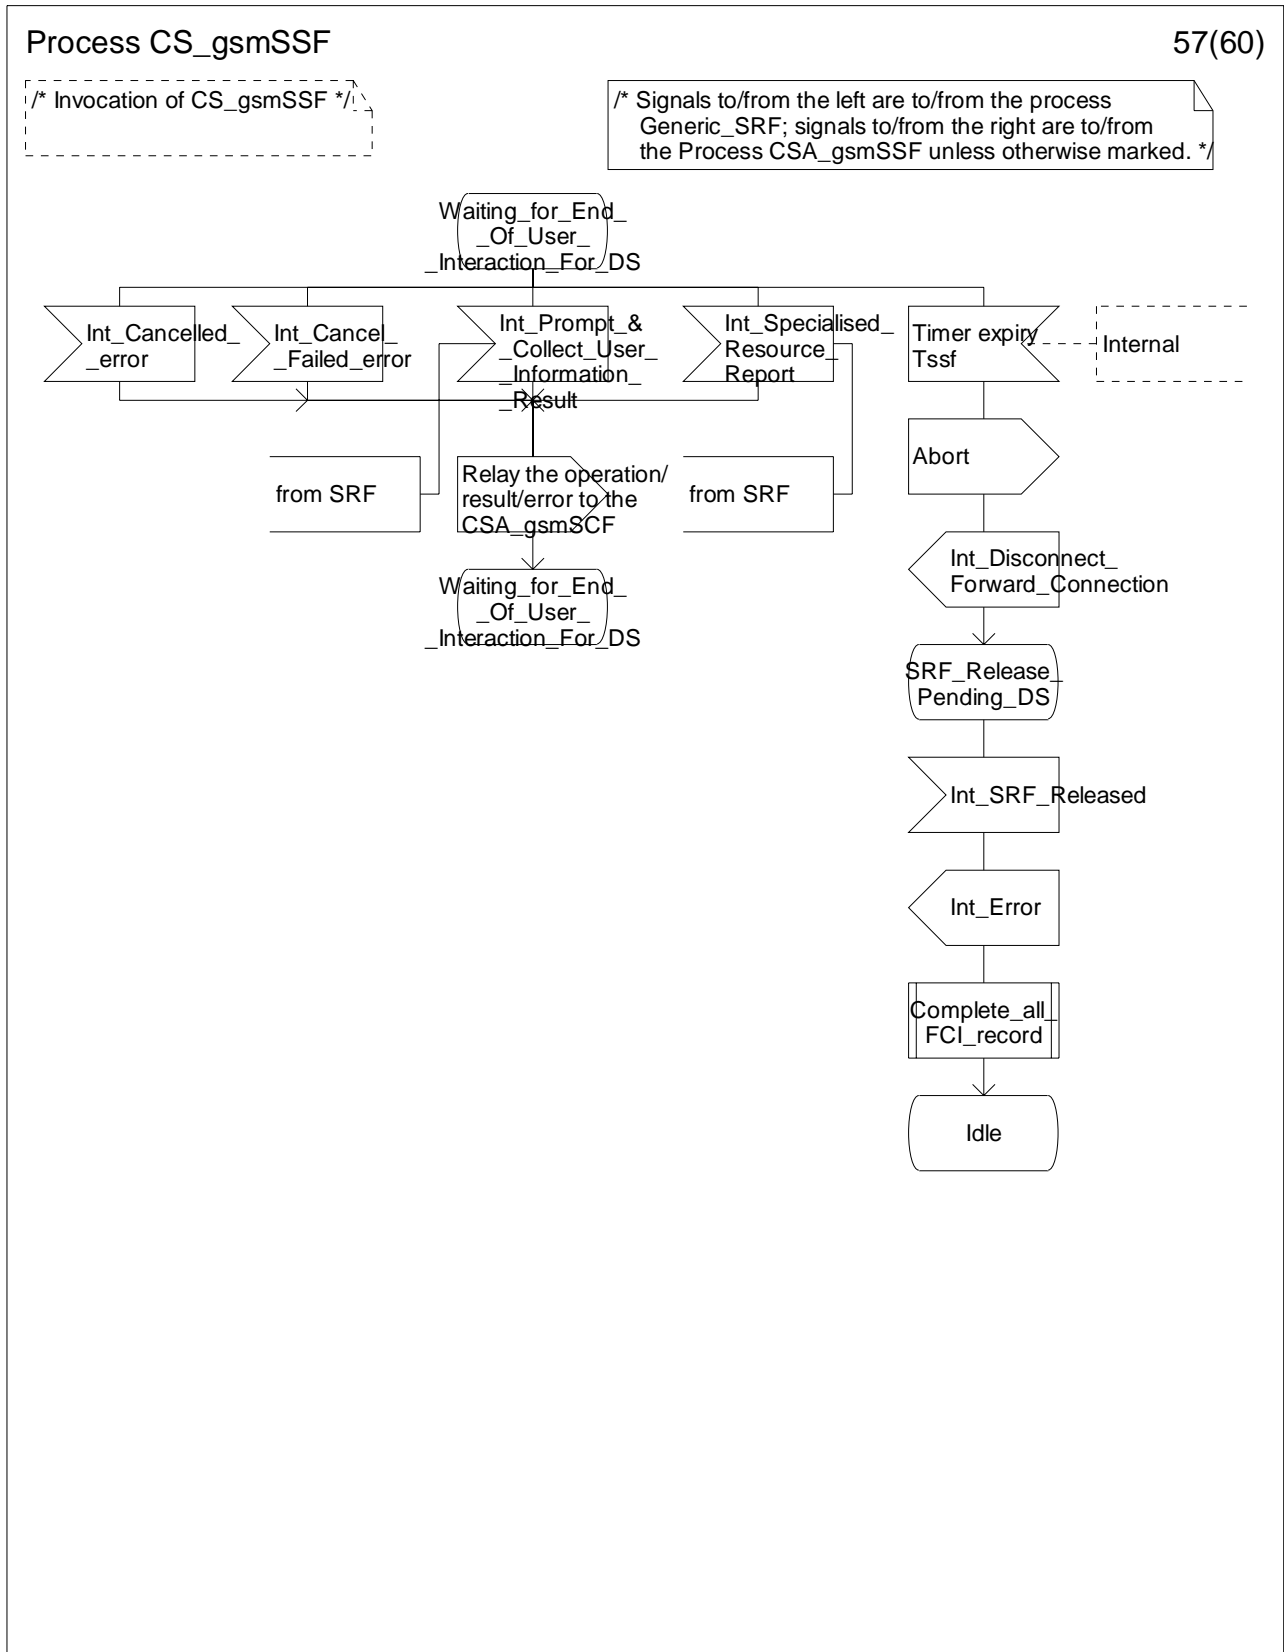 Process CS_gsmSSF
57(60)
/* Invocation of CS_gsmSSF */
/* Signals to/from the left are to/from the process
Generic_SRF; signals to/from the right are to/from
the Process CSA_gsmSSF unless otherwise marked. */
Waiting_for_End_
_Of_User_
_Interaction_For_DS
Int_Cancelled_
_error
Int_Cancel_
_Failed_error
Int_Prompt_&
_Collect_User_
_Information_
_Result
Int_Specialised_
Resource_
Report
Timer expiry
Tssf
Internal
from SRF
Relay the operation/
result/error to the
CSA_gsmSCF
from SRF
Abort
Waiting_for_End_
_Of_User_
_Interaction_For_DS
Int_Disconnect_
Forward_Connection
SRF_Release_
Pending_DS
Int_SRF_Released
Int_Error
Complete_all_
FCI_record
Idle